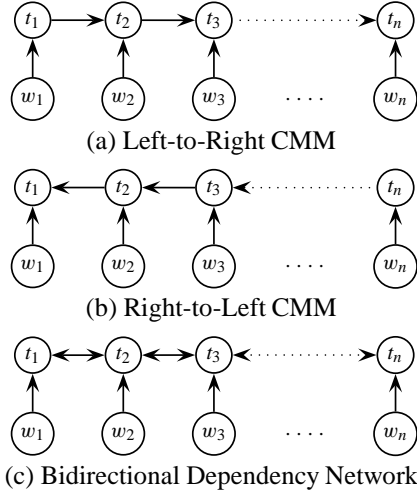 t1 t2 t3 tn
w1 w2 w3 . . . . wn
(a) Left-to-Right CMM
t1 t2 t3 tn
w1 w2 w3 . . . . wn
(b) Right-to-Left CMM
t1 t2 t3 tn
w1 w2 w3 . . . . wn
(c) Bidirectional Dependency Network